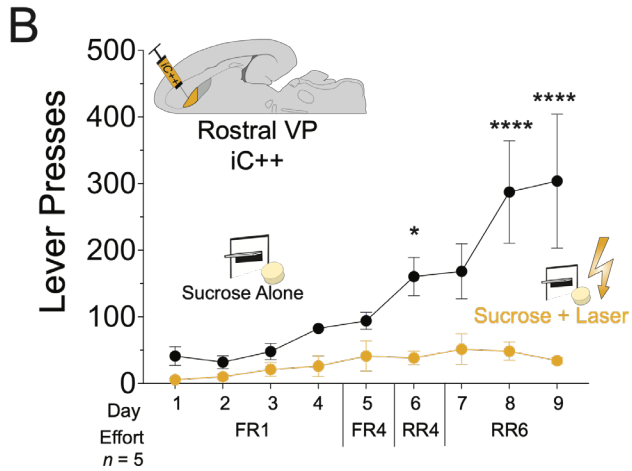 B
500
400
300
200
100
0
Lever Presses
iC++
Rostral VP
iC++
****
****
*
Sucrose Alone
Sucrose + Laser
Day 1 2 3 4 5 6 7 8 9
Effort FR1 FR4 RR4 RR6
n = 5